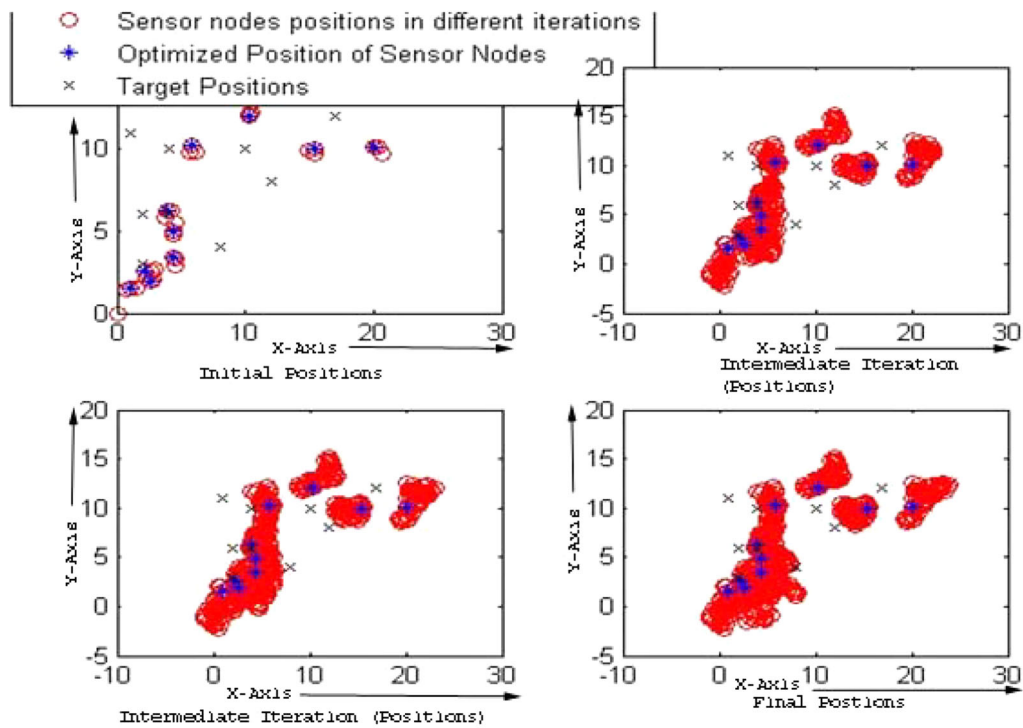 Sensor nodes positions in different iterations
Optimized Position of Sensor Nodes
Target Positions
Y-Axis
10
5
0
0
10
20
30
X-Axis
Initial Positions
Y-Axis
20
15
10
5
0
-5
-10
0
10
20
30
X-Axis
Intermediate Iteration
(Positions)
Y-Axis
20
15
10
5
0
-5
-10
0
10
20
30
X-Axis
Intermediate Iteration (Positions)
Y-Axis
20
15
10
5
0
-5
-10
0
10
20
30
X-Axis
Final Postions